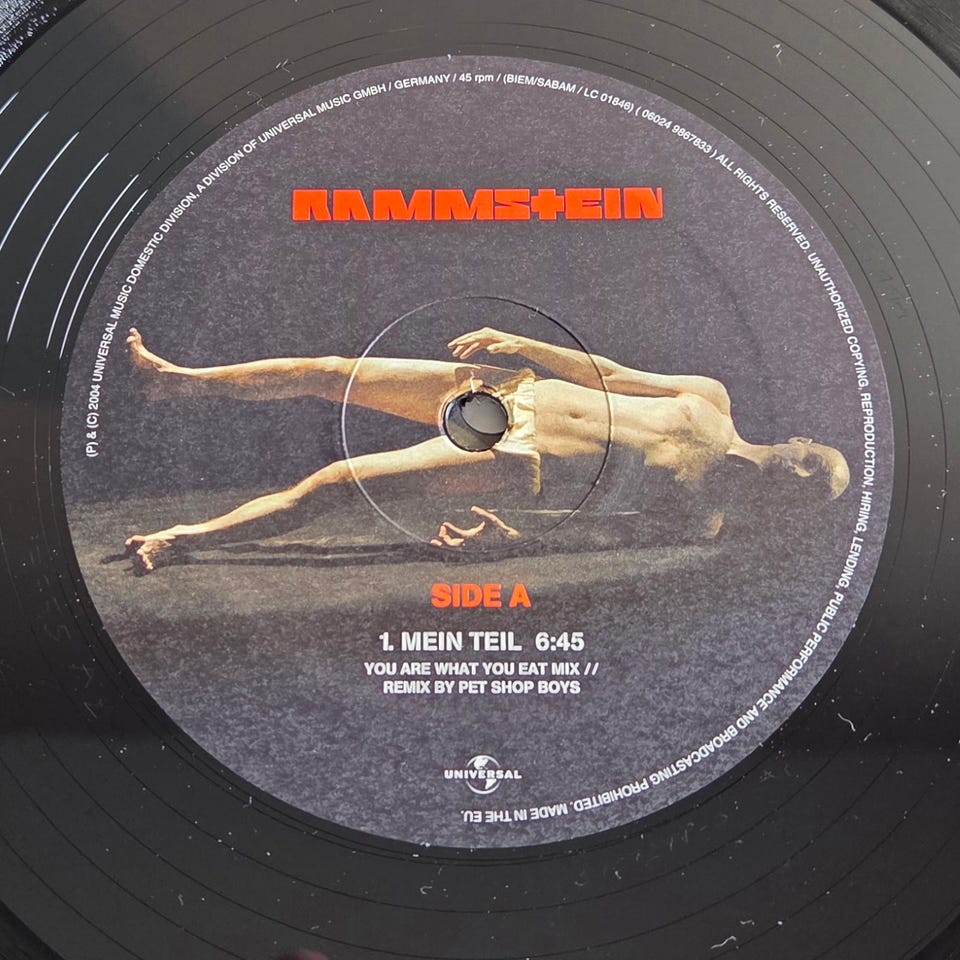 (P) & (C) 2004 UNIVERSAL MUSIC DOMESTIC DIVISION, A DIVISION OF UNIVERSAL MUSIC GMBH / GERMANY / 45 rpm / (BIEM/SABAM / LC 01846) ( 06024 9867833 ) ALL RIGHTS RESERVED. UNAUTHORIZED COPYING, REPRODUCTION, HIRING, LENDING, PUBLIC PERFORMANCE AND BROADCASTING PROHIBITED. MADE IN THE EU.
RAMMSTEIN
SIDE A
1. MEIN TEIL 6:45
YOU ARE WHAT YOU EAT MIX //
REMIX BY PET SHOP BOYS
UNIVERSAL